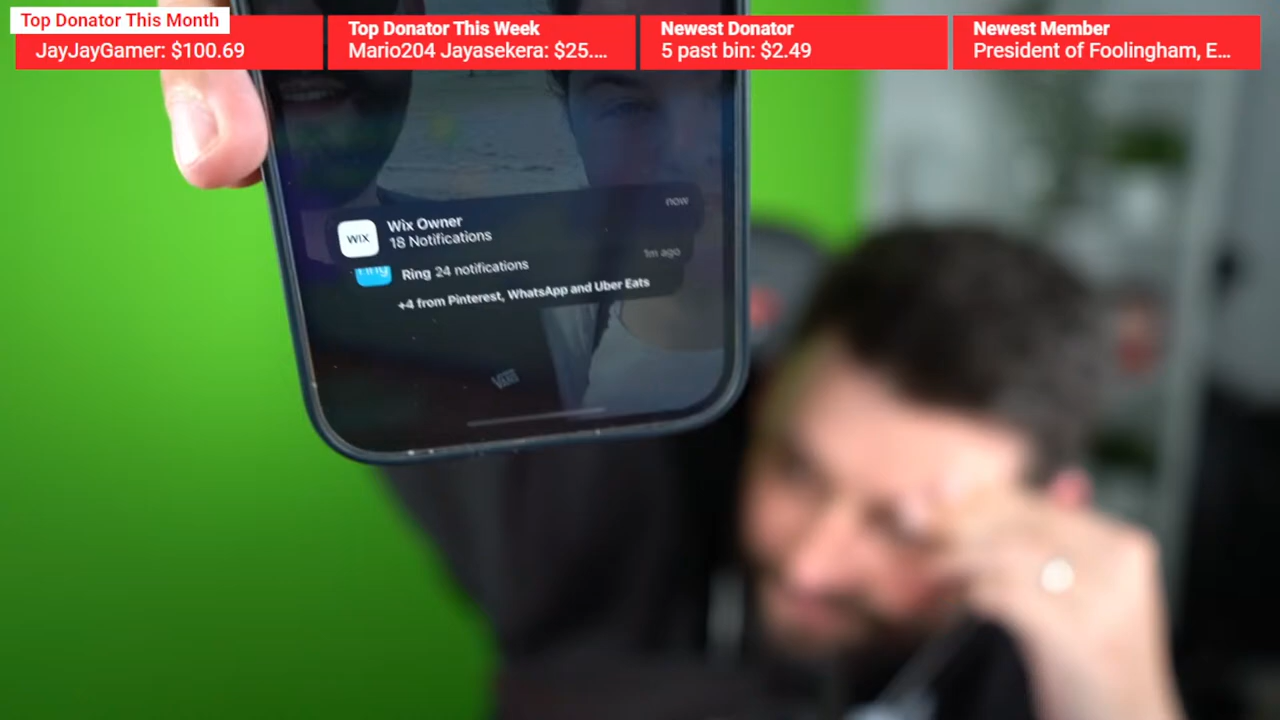 Top Donator This Month
JayJayGamer: $100.69
Top Donator This Week
Mario204 Jayasekera: $25....
Newest Donator
5 past bin: $2.49
Newest Member
President of Foolingham, E...
now
WIX
Wix Owner
18 Notifications
1m ago
ring
Ring 24 notifications
+4 from Pinterest, WhatsApp and Uber Eats